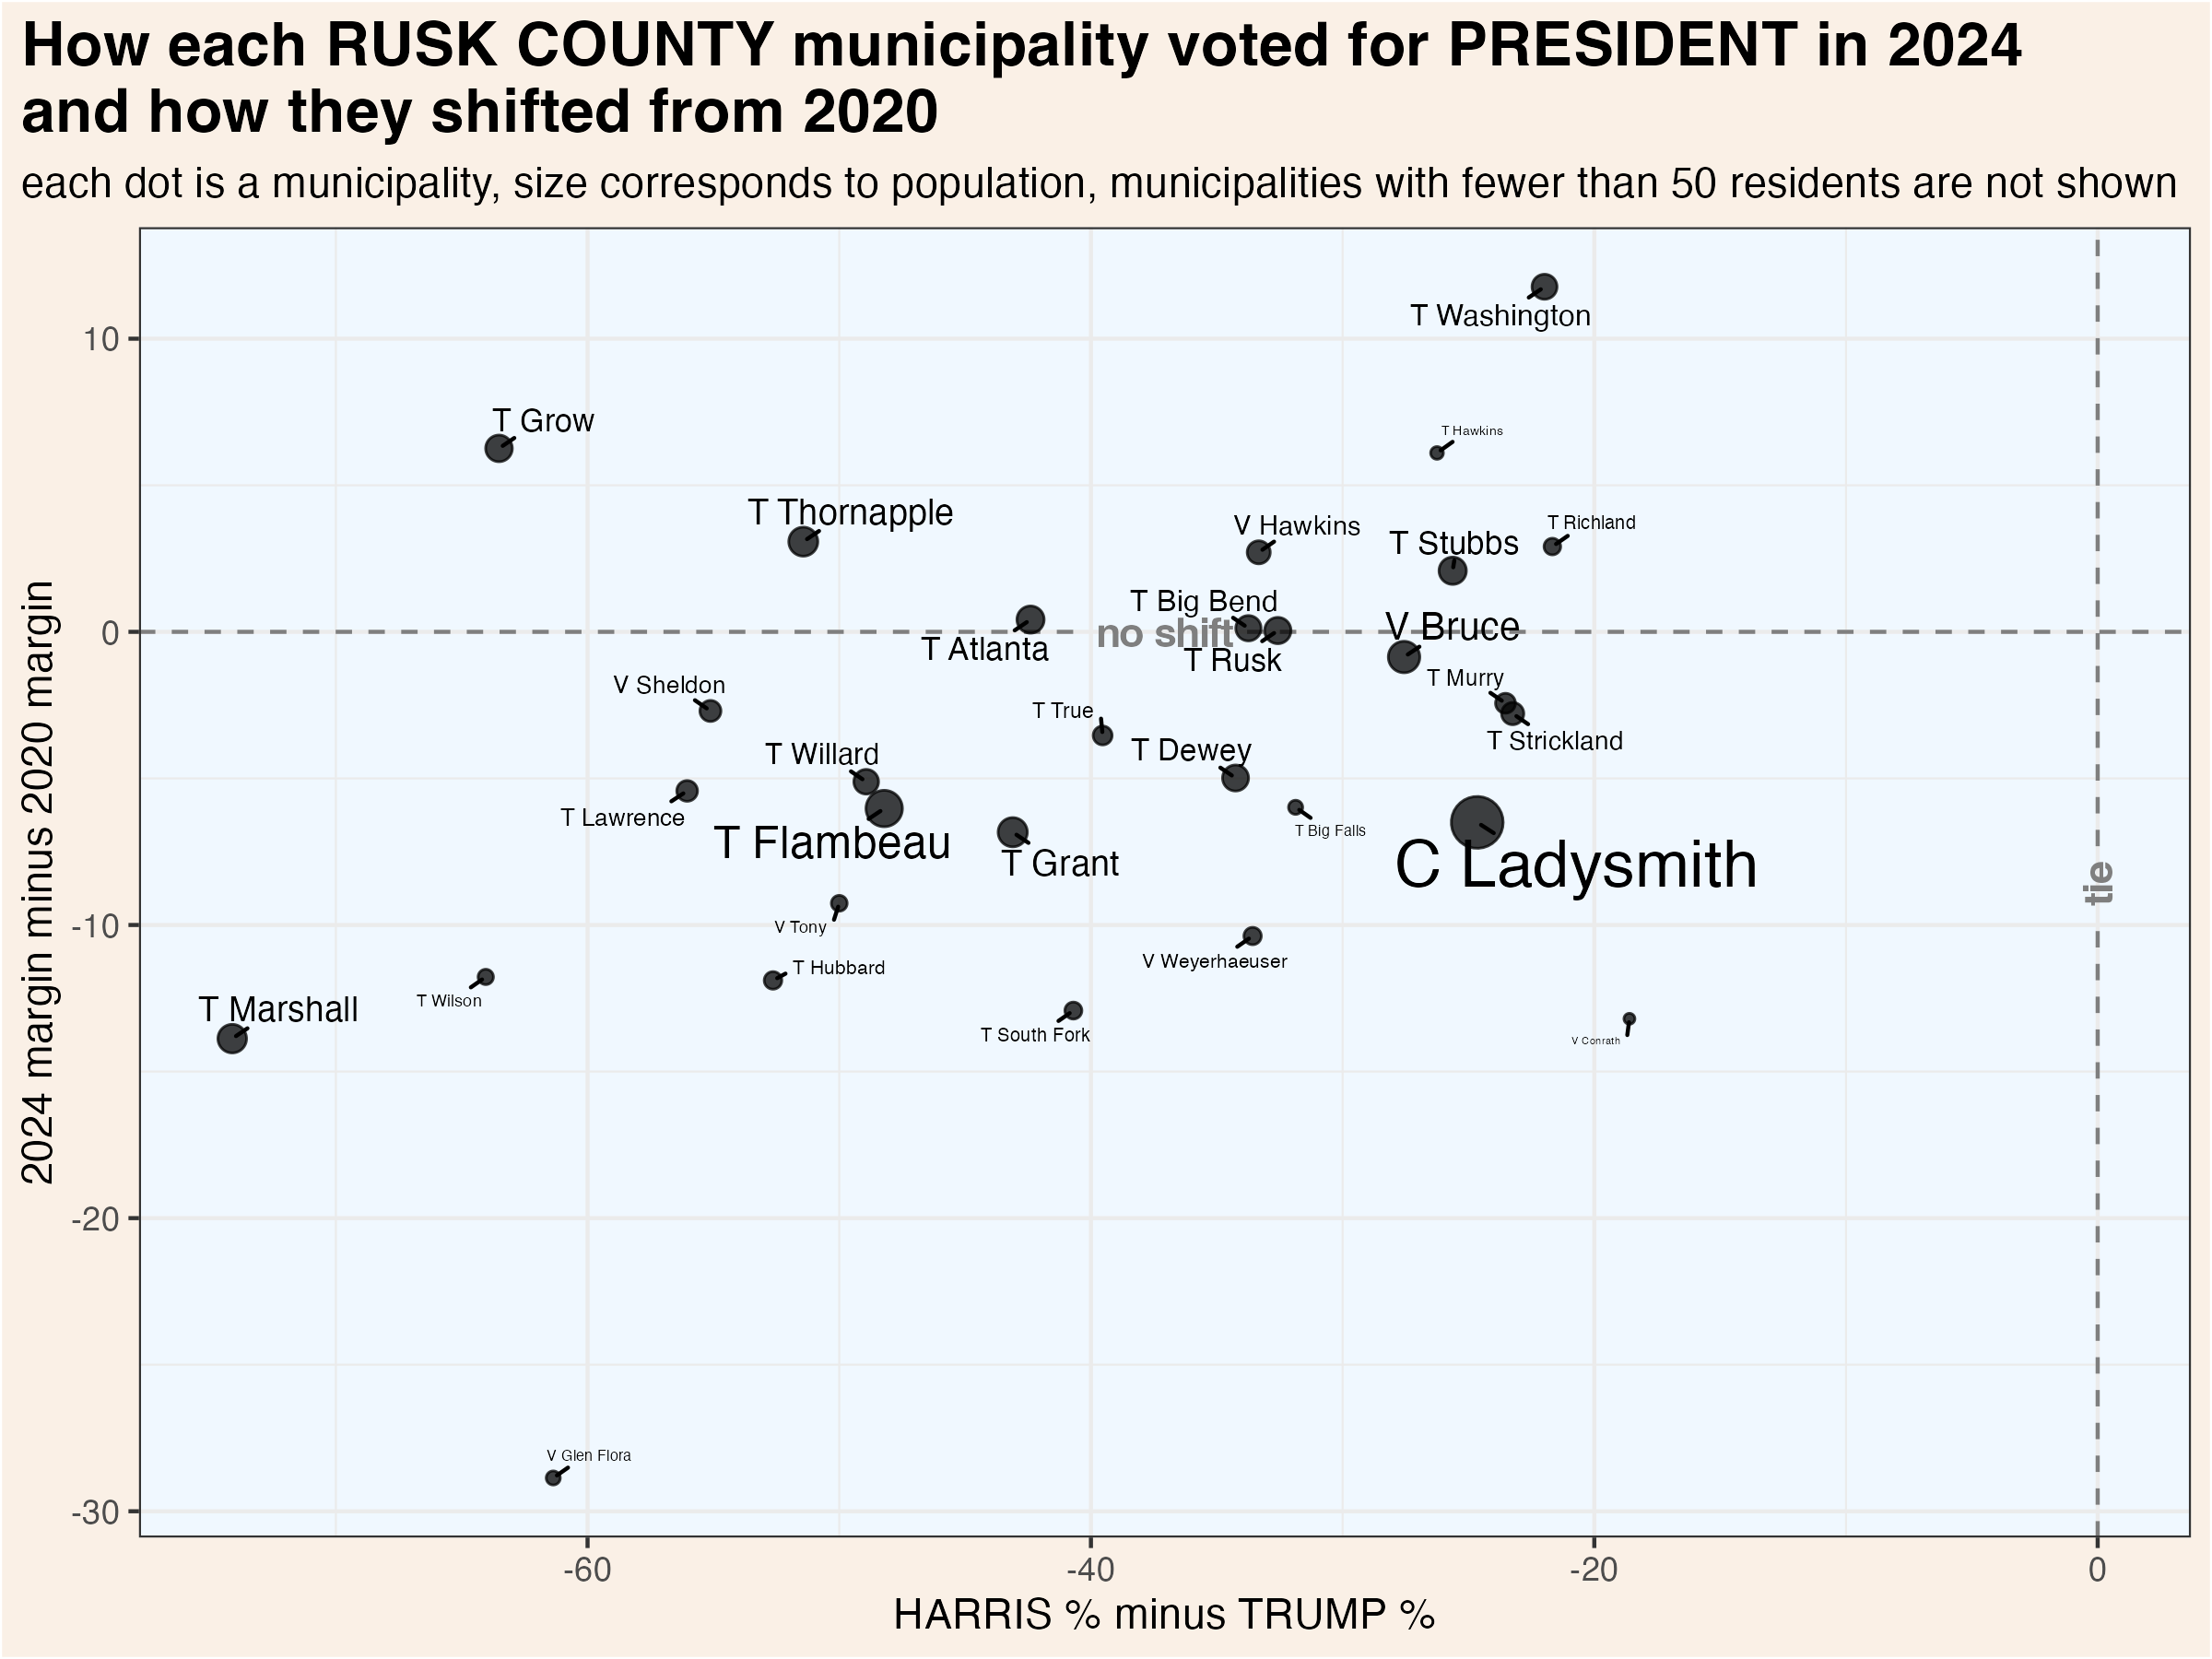 How each RUSK COUNTY municipality voted for PRESIDENT in 2024
and how they shifted from 2020
each dot is a municipality, size corresponds to population, municipalities with fewer than 50 residents are not shown
2024 margin minus 2020 margin
10
0
-10
-20
-30
T Washington
T Grow
T Hawkins
T Thornapple
V Hawkins
T Richland
T Stubbs
T Big Bend
no shift
V Bruce
T Atlanta
T Rusk
T Murry
V Sheldon
T True
T Strickland
T Willard
T Dewey
T Lawrence
T Big Falls
T Flambeau
T Grant
C Ladysmith
tie
V Tony
V Weyerhaeuser
T Hubbard
T Wilson
T Marshall
T South Fork
V Conrath
V Glen Flora
-60
-40
-20
0
HARRIS % minus TRUMP %